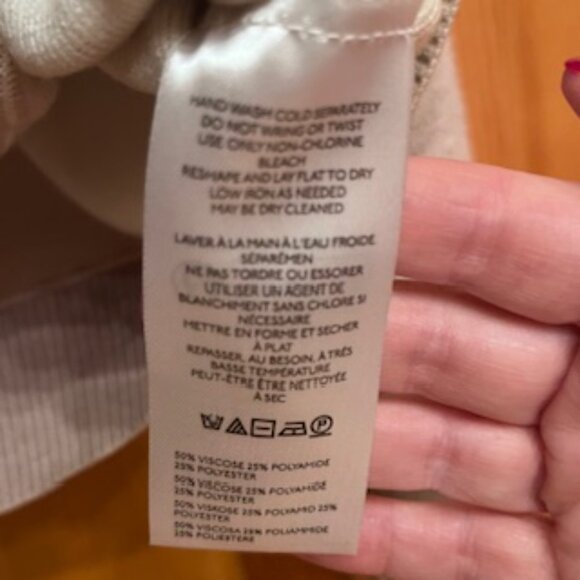 HAND WASH COLD SEPARATELY
DO NOT WRING OR TWIST
USE ONLY NON-CHLORINE
BLEACH
RESHAPE AND LAY FLAT TO DRY
LOW IRON AS NEEDED
MAY BE DRY CLEANED
LAVER À LA MAIN À L'EAU FROIDE
SÉPARÉMEN
NE PAS TORDRE OU ESSORER
UTILISER UN AGENT DE
BLANCHIMENT SANS CHLORE SI
NÉCESSAIRE
METTRE EN FORME ET SECHER
À PLAT
REPASSER, AU BESOIN, À TRÈS
BASSE TEMPÉRATURE
PEUT-ÊTRE ÊTRE NETTOYÉE
À SEC
P
50% VISCOSE 25% POLYAMIDE
25% POLYESTER
50% VISCOSE 25% POLYAMIDE
25% POLYESTER
50% VISKOSE 25% POLYAMID 25%
POLYESTER
50% VISCOSA 25% POLIAMMIDE
25% POLIESTERE